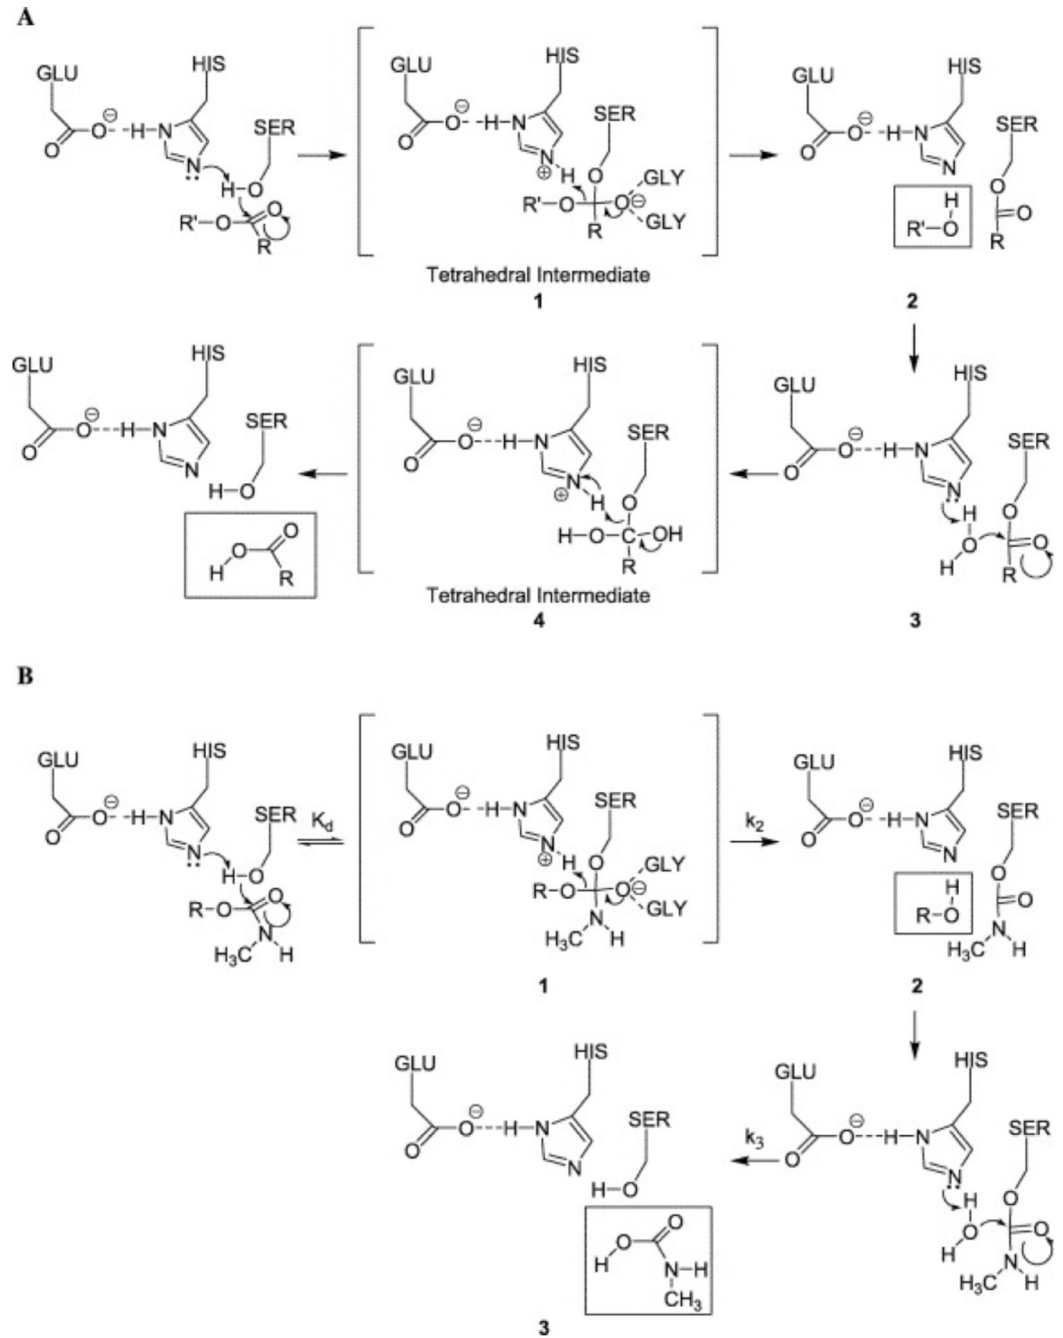 A
GLU
HIS
SER
O ⊖ H N
O N H O
R' O O
R
GLU
HIS
SER
O ⊖ H N
O N ⊕ H O GLY
R' O O ⊖
R GLY
Tetrahedral Intermediate
1
GLU
HIS
SER
O ⊖ H N
O N O
H
R' O O
R
2
GLU
HIS
SER
O ⊖ H N
O N
H O
GLU
HIS
SER
O ⊖ H N
O N ⊕ H O
HO C OH
R
GLU
HIS
SER
O ⊖ H N
O N O
H
O O
H R
O O
H R
Tetrahedral Intermediate
4
3
B
GLU
HIS
SER
O ⊖ H N
O N H O
R O O
N
H3C H
Kd
GLU
HIS
SER
O ⊖ H N
O N ⊕ H O GLY
R O O ⊖
N GLY
H3C H
1
k2
GLU
HIS
SER
O ⊖ H N
O N O
H
R O O
N
H3C H
2
GLU
HIS
SER
O ⊖ H N
O N
H O
O
O
H N H
CH3
3
k3
GLU
HIS
SER
O ⊖ H N
O N O
H
O O
H N
H3C H